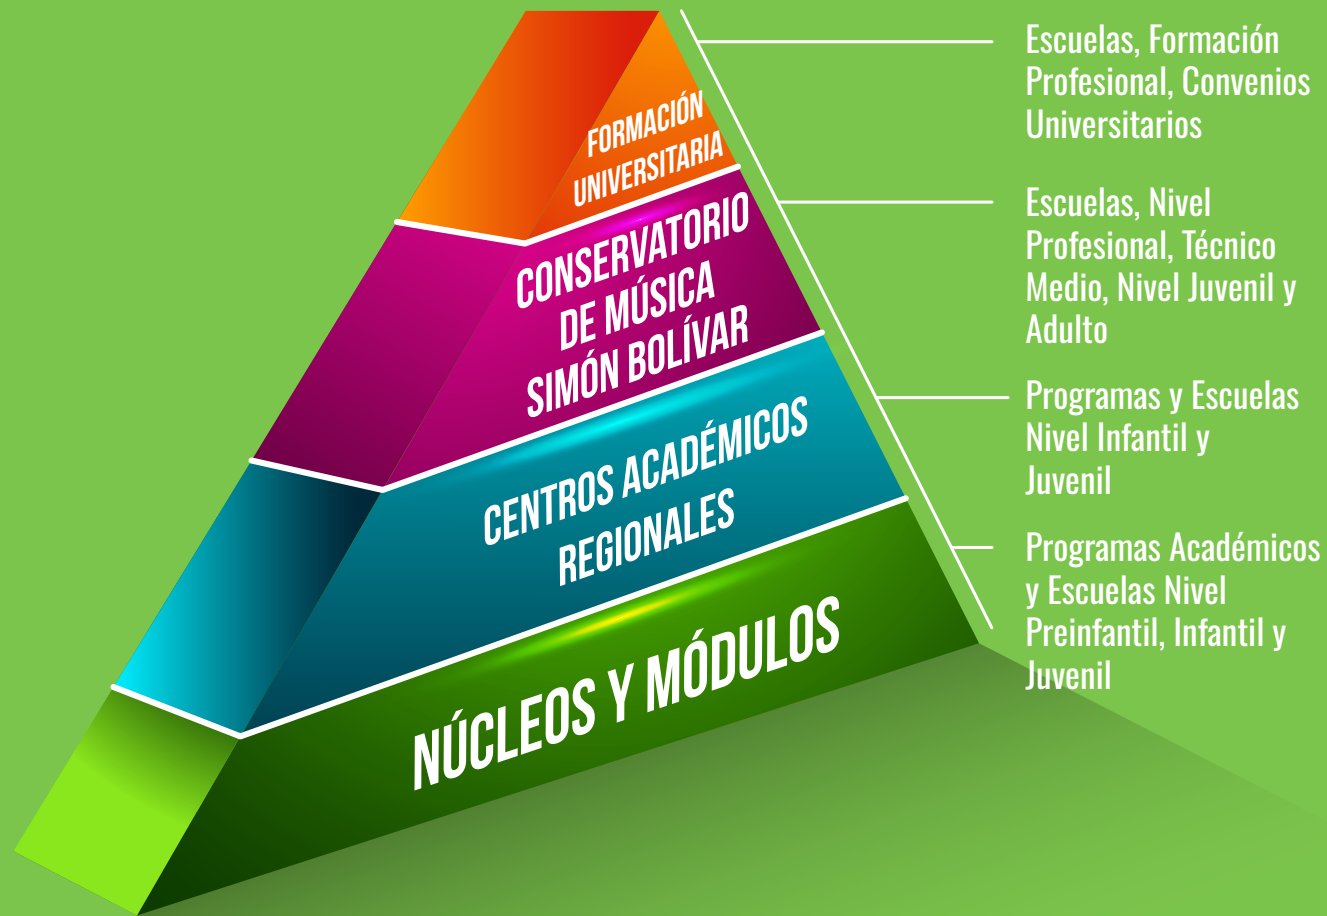 FORMACIÓN
UNIVERSITARIA
Escuelas, Formación
Profesional, Convenios
Universitarios
CONSERVATORIO
DE MÚSICA
SIMÓN BOLÍVAR
Escuelas, Nivel
Profesional, Técnico
Medio, Nivel Juvenil y
Adulto
CENTROS ACADÉMICOS
REGIONALES
Programas y Escuelas
Nivel Infantil y
Juvenil
NÚCLEOS Y MÓDULOS
Programas Académicos
y Escuelas Nivel
Preinfantil, Infantil y
Juvenil